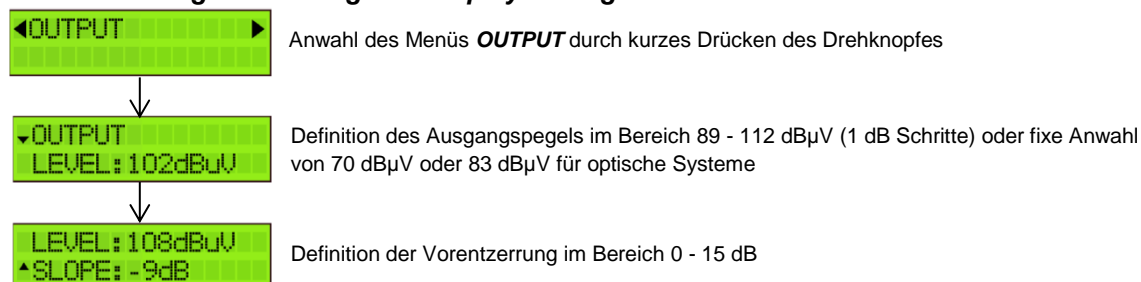 ◄OUTPUT ►
Anwahl des Menüs OUTPUT durch kurzes Drücken des Drehknopfes
OUTPUT
LEVEL:102dBuV
Definition des Ausgangspegels im Bereich 89 - 112 dBµV (1 dB Schritte) oder fixe Anwahl
von 70 dBµV oder 83 dBµV für optische Systeme
LEVEL:108dBuV
SLOPE:-9dB
Definition der Vorentzerrung im Bereich 0 - 15 dB